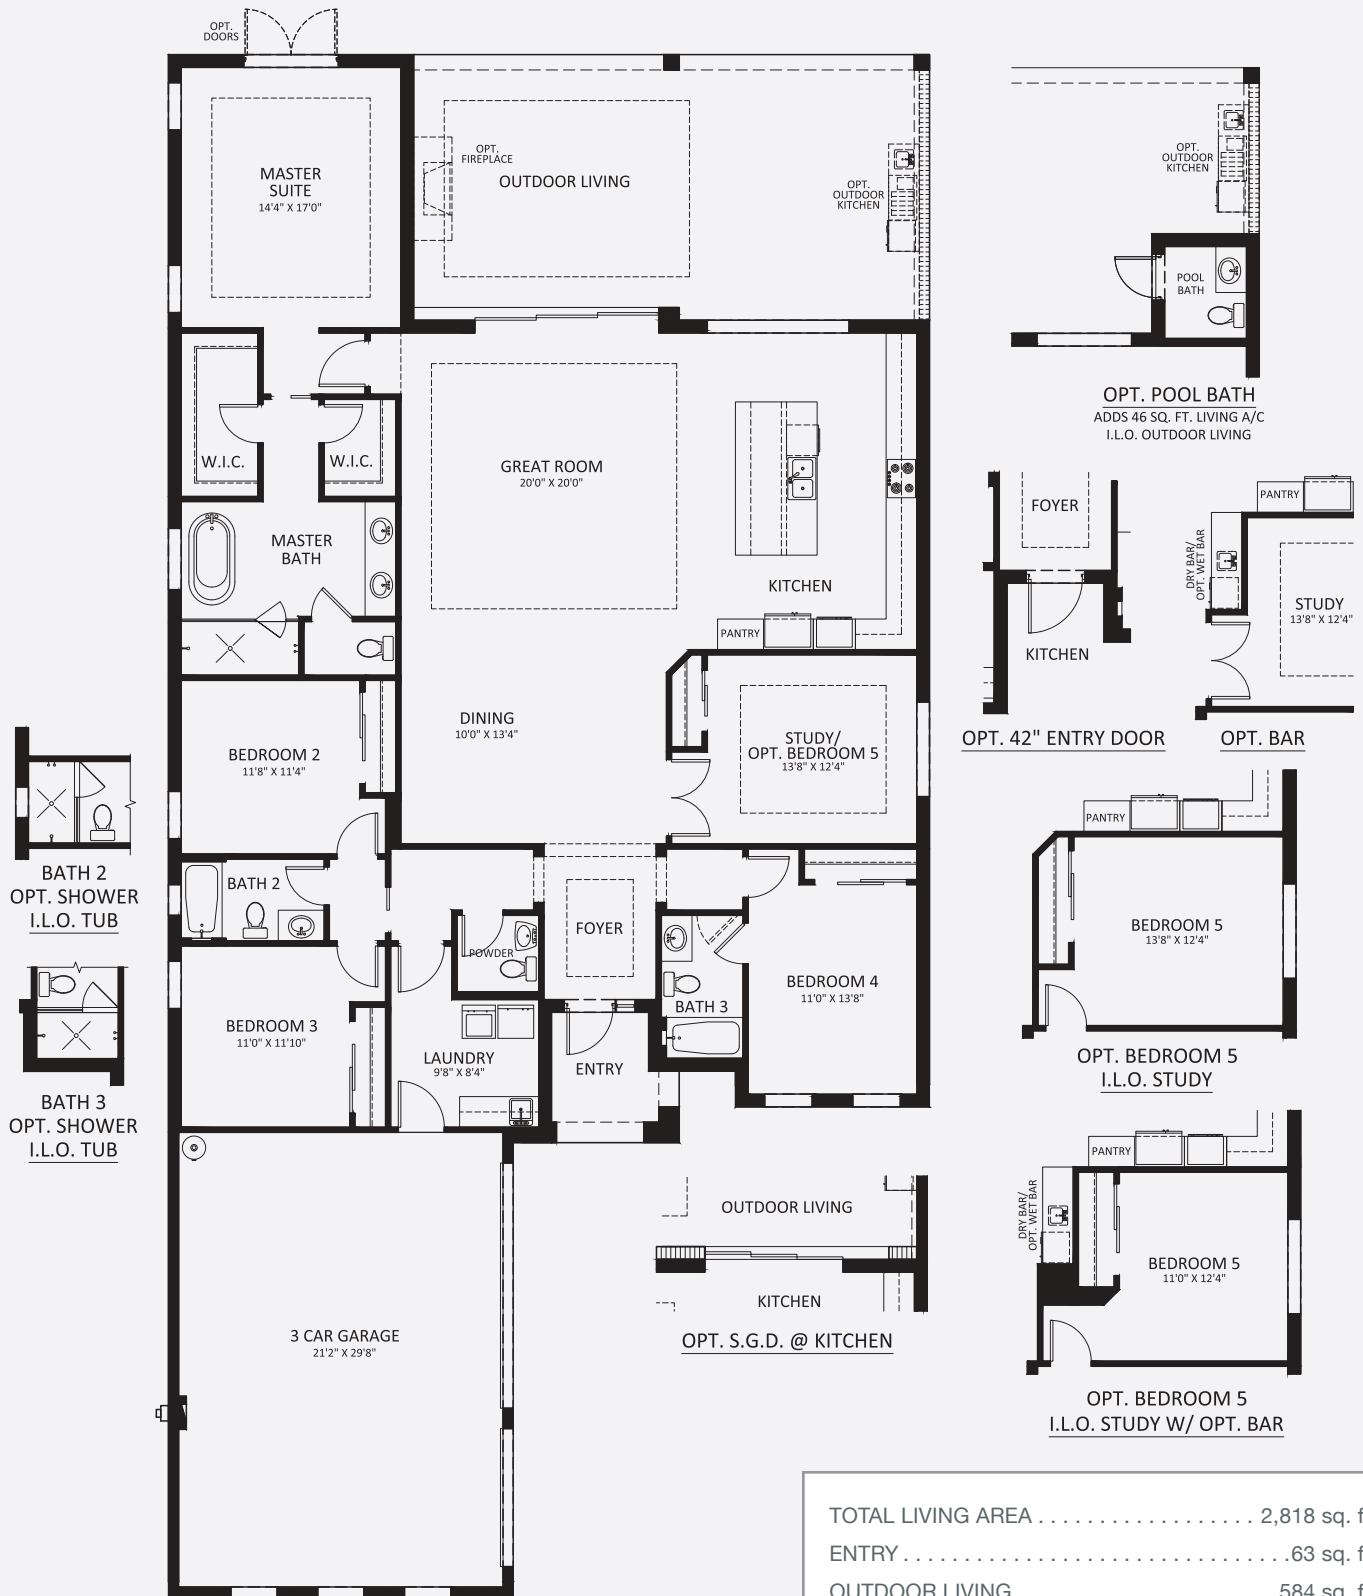 OPT.
DOORS
MASTER
SUITE
14'4" X 17'0"
OPT.
FIREPLACE
OUTDOOR LIVING
OPT.
OUTDOOR
KITCHEN
OPT.
OUTDOOR
KITCHEN
POOL
BATH
OPT. POOL BATH
ADDS 46 SQ. FT. LIVING A/C
I.L.O. OUTDOOR LIVING
W.I.C.
W.I.C.
GREAT ROOM
20'0" X 20'0"
MASTER
BATH
KITCHEN
PANTRY
FOYER
KITCHEN
OPT. 42" ENTRY DOOR
PANTRY
DRY BAR/
OPT. WET BAR
STUDY
13'8" X 12'4"
OPT. BAR
DINING
10'0" X 13'4"
STUDY/
OPT. BEDROOM 5
13'8" X 12'4"
BEDROOM 2
11'8" X 11'4"
BATH 2
OPT. SHOWER
I.L.O. TUB
BATH 2
PANTRY
BEDROOM 5
13'8" X 12'4"
OPT. BEDROOM 5
I.L.O. STUDY
FOYER
POWDER
BATH 3
BEDROOM 4
11'0" X 13'8"
BEDROOM 3
11'0" X 11'10"
LAUNDRY
9'8" X 8'4"
ENTRY
BATH 3
OPT. SHOWER
I.L.O. TUB
PANTRY
DRY BAR/
OPT. WET BAR
BEDROOM 5
11'0" X 12'4"
OPT. BEDROOM 5
I.L.O. STUDY W/ OPT. BAR
OUTDOOR LIVING
KITCHEN
OPT. S.G.D. @ KITCHEN
3 CAR GARAGE
21'2" X 29'8"
TOTAL LIVING AREA . . . . . . . . . . . . . . . . . . . 2,818 sq. f
ENTRY . . . . . . . . . . . . . . . . . . . . . . . . . . . . . . . . 63 sq. f
OUTDOOR LIVING 584 sq. f